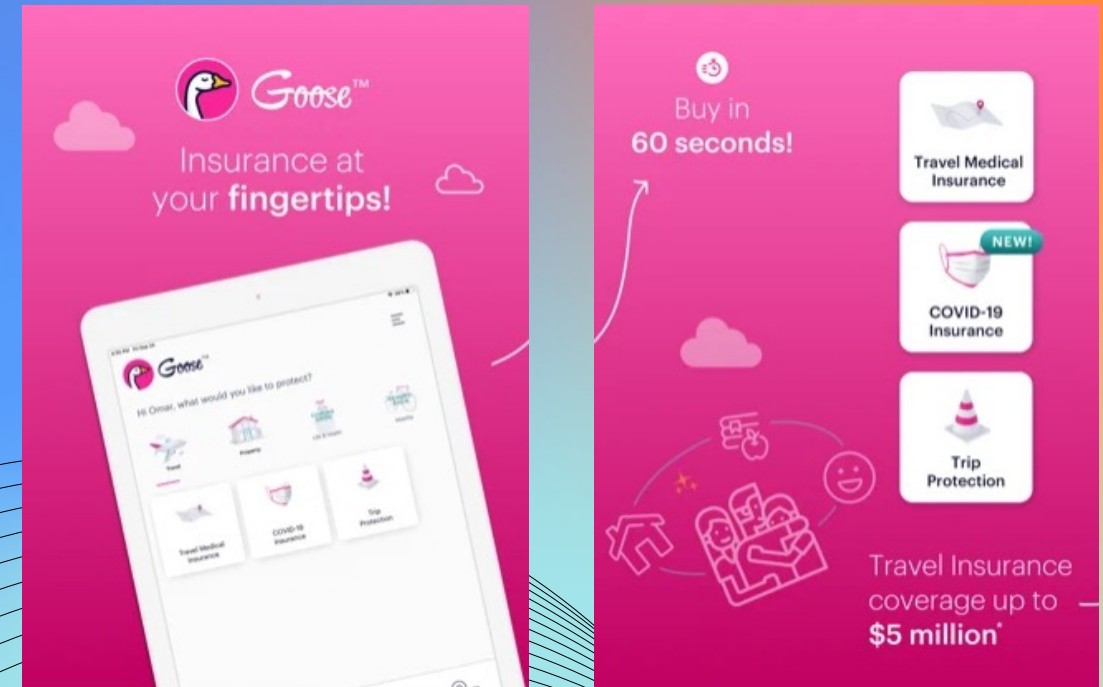 Goose™
Insurance at
your fingertips!
Goose™
Hi Omar, what would you like to protect?
Travel
Property
Life & Health
Travel Medical
Insurance
COVID-19
Insurance
Trip
Protection
Buy in
60 seconds!
Travel Medical
Insurance
NEW!
COVID-19
Insurance
Trip
Protection
Travel Insurance
coverage up to
$5 million*